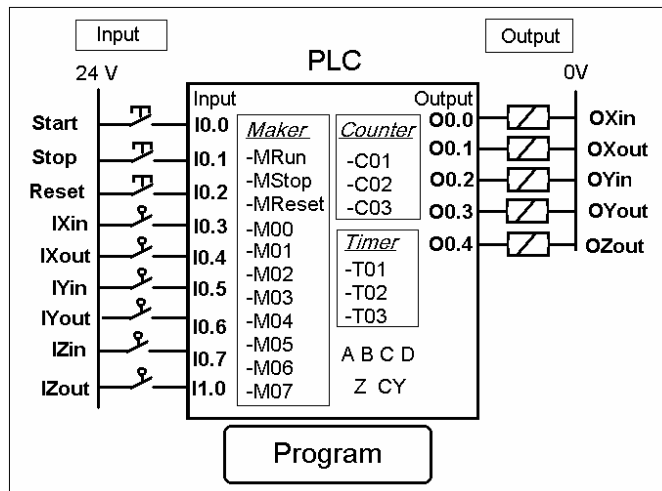 Input
Output
PLC
24 V
0V
Input
Output
Start
I0.0
Stop
I0.1
Reset
I0.2
IXin
I0.3
IXout
I0.4
IYin
I0.5
IYout
I0.6
IZin
I0.7
IZout
I1.0
Maker
-MRun
-MStop
-MReset
-M00
-M01
-M02
-M03
-M04
-M05
-M06
-M07
Counter
-C01
-C02
-C03
Timer
-T01
-T02
-T03
A B C D
Z CY
O0.0
OXin
O0.1
OXout
O0.2
OYin
O0.3
OYout
O0.4
OZout
Program